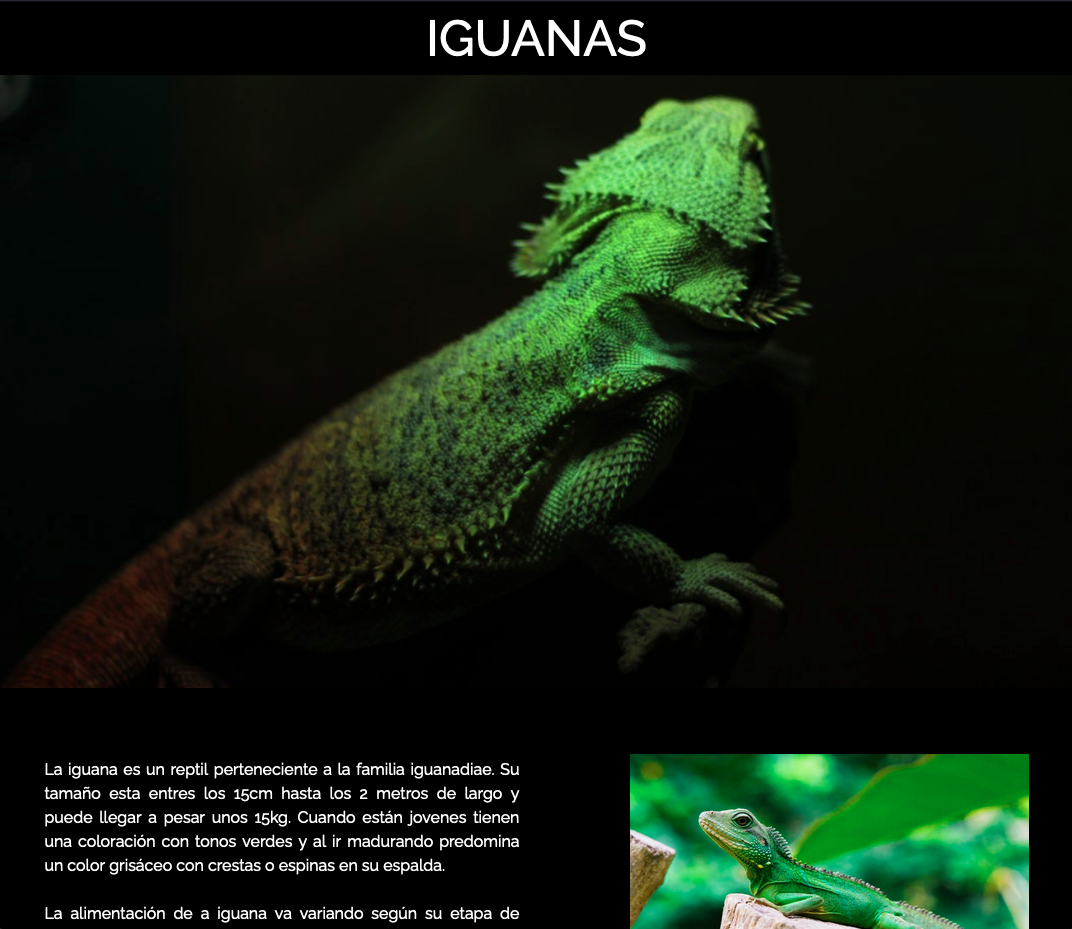 IGUANAS
La iguana es un reptil perteneciente a la familia iguanadiae. Su
tamaño esta entres los 15cm hasta los 2 metros de largo y
puede llegar a pesar unos 15kg. Cuando están jovenes tienen
una coloración con tonos verdes y al ir madurando predomina
un color grisáceo con crestas o espinas en su espalda.
La alimentación de a iguana va variando según su etapa de